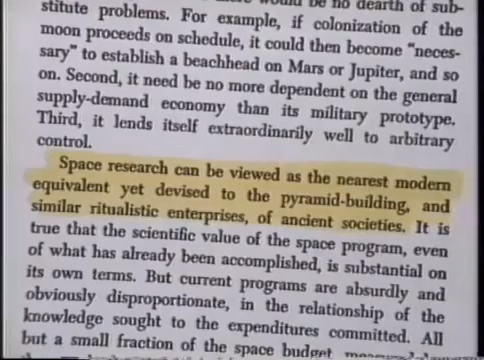 would be no dearth of sub-
stitute problems. For example, if colonization of the
moon proceeds on schedule, it could then become “neces-
sary” to establish a beachhead on Mars or Jupiter, and so
on. Second, it need be no more dependent on the general
supply-demand economy than its military prototype.
Third, it lends itself extraordinarily well to arbitrary
control.
Space research can be viewed as the nearest modern
equivalent yet devised to the pyramid-building, and
similar ritualistic enterprises, of ancient societies. It is
true that the scientific value of the space program, even
of what has already been accomplished, is substantial on
its own terms. But current programs are absurdly and
obviously disproportionate, in the relationship of the
knowledge sought to the expenditures committed. All
but a small fraction of the space budget